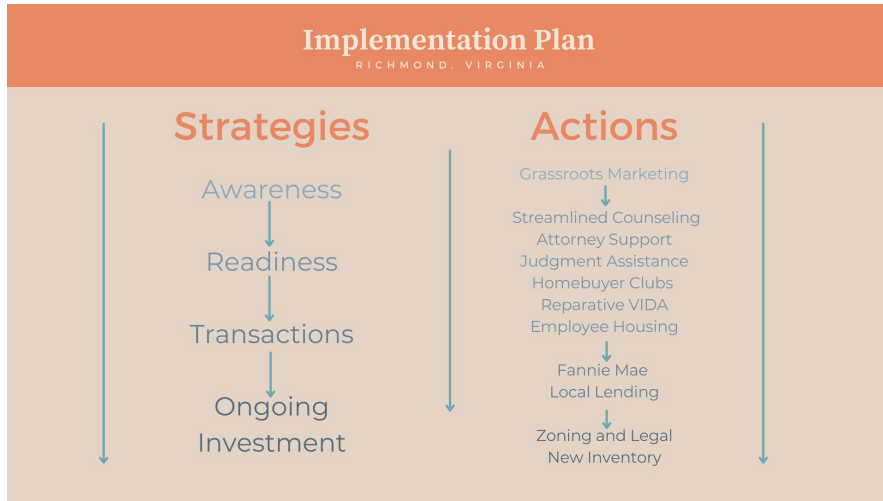 Implementation Plan
RICHMOND, VIRGINIA
Strategies
Awareness
Readiness
Transactions
Ongoing
Investment
Actions
Grassroots Marketing
Streamlined Counseling
Attorney Support
Judgment Assistance
Homebuyer Clubs
Reparative VIDA
Employee Housing
Fannie Mae
Local Lending
Zoning and Legal
New Inventory